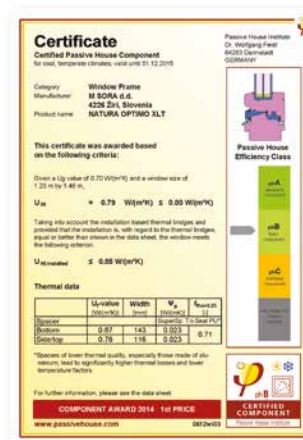 Certificate
Certified Passive House Component
for cool, temperate climates, valid until 31.12.2015
Category Window Frame
Manufacturer M SORA d.d.
4226 Žiri, Slovenia
Product name NATURA OPTIMO XLT
This certificate was awarded based
on the following criteria:
Given a Ug value of 0.70 W/(m²K) and a window size of
1.23 m by 1.48 m,
= 0.79 W/(m²K) ≤ 0.80 W/(m²K)
Taking into account the installation based thermal bridges and
provided that the installation is, with regard to the thermal bridges,
equal or better than shown in the data sheet, the window meets
the following criterion
≤ 0.85 W/(m²K)
Thermal data
Uf-value Width Ψg fRsi=0.25
[W/(m²K)] [mm] [W/(mK)] [-]
Spacer
Bottom 0.87 143 0.023
0.71
Side/top 0.78 116 0.023
*Spacers of lower thermal quality, especially those made of alu-
minum, lead to significantly higher thermal losses and lower
temperature factors.
For further information, please see the data sheet
COMPONENT AWARD 2014 1st PRICE
www.passivehouse.com 0812wi03
Passive House Institute
Dr. Wolfgang Feist
64283 Darmstadt
GERMANY
Passive House
Efficiency Class
phA
phB
phC
phB
CERTIFIED
COMPONENT
Passive House Institute